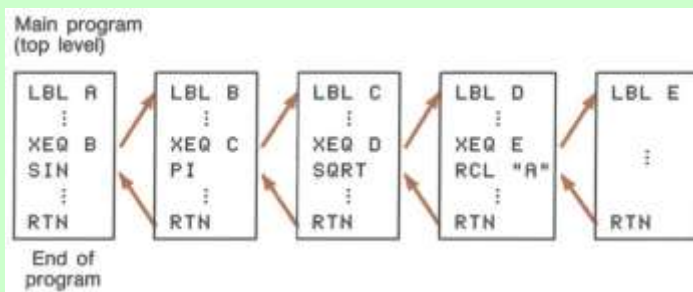 Main program
(top level)
LBL A
⋮
XEQ B
SIN
⋮
RTN
End of
program
LBL B
⋮
XEQ C
PI
⋮
RTN
LBL C
⋮
XEQ D
SQRT
⋮
RTN
LBL D
⋮
XEQ E
RCL "A"
⋮
RTN
LBL E
⋮
RTN